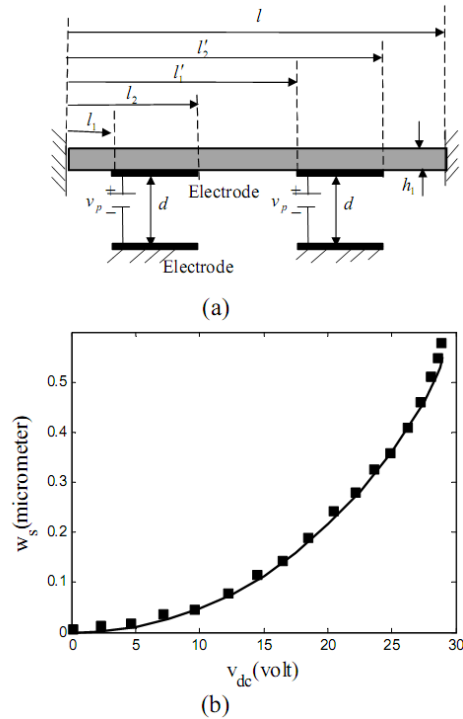 l
l′₂
l′₁
l₂
l₁
h₁
Electrode
+
vₚ
d
+
vₚ
d
Electrode
(a)
0.5
0.4
0.3
0.2
0.1
0
wₛ(micrometer)
0 5 10 15 20 25 30
v_dc(volt)
(b)